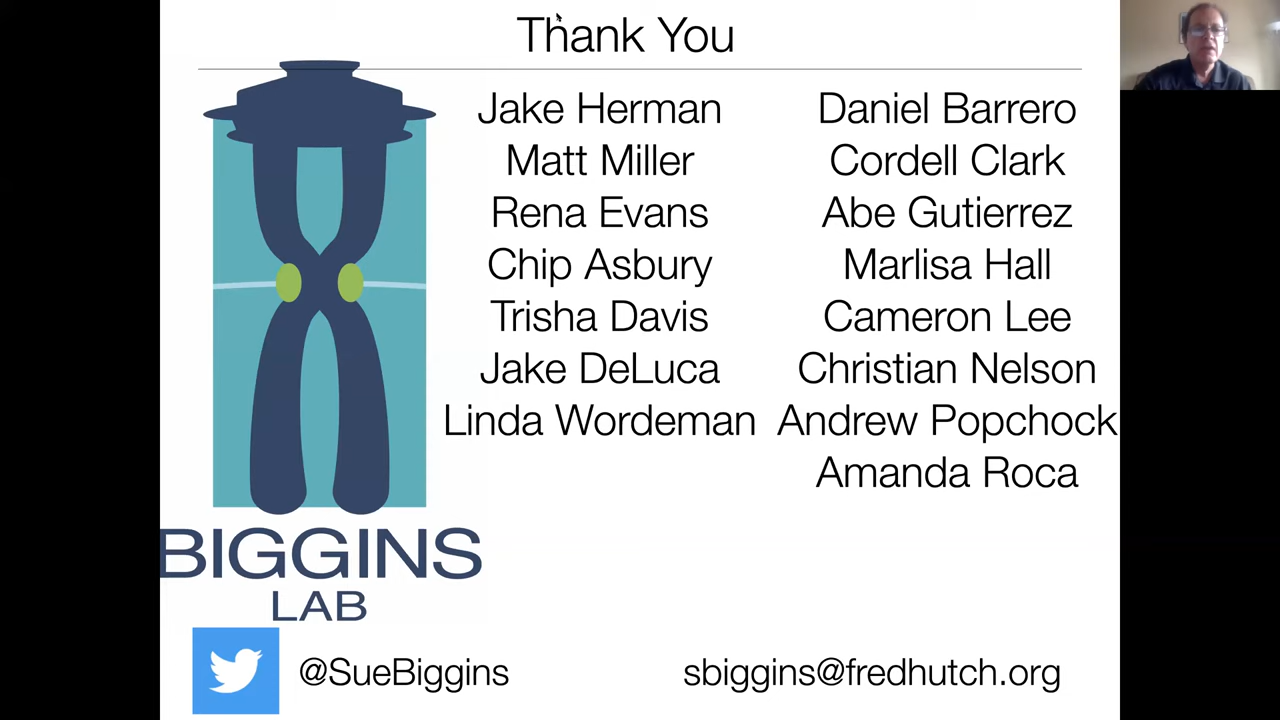 Thank You
Jake Herman
Matt Miller
Rena Evans
Chip Asbury
Trisha Davis
Jake DeLuca
Linda Wordeman
Daniel Barrero
Cordell Clark
Abe Gutierrez
Marlisa Hall
Cameron Lee
Christian Nelson
Andrew Popchock
Amanda Roca
BIGGINS
LAB
@SueBiggins
sbiggins@fredhutch.org